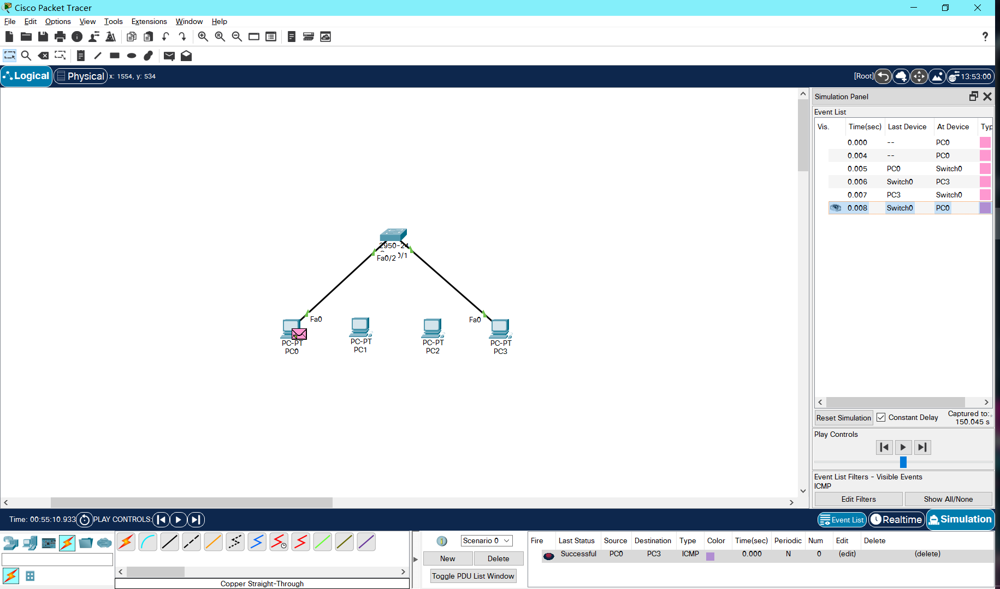 Cisco Packet Tracer
File Edit Options View Tools Extensions Window Help
Logical Physical x: 1554, y: 534 [Root] 13:53:00
Simulation Panel
Event List
Vis. Time(sec) Last Device At Device Typ
0.000 -- PC0
0.004 -- PC0
0.005 PC0 Switch0
0.006 Switch0 PC3
0.007 PC3 Switch0
0.008 Switch0 PC0
2950-24
0/1
Fa0/2
Fa0 Fa0
PC-PT PC-PT PC-PT PC-PT
PC0 PC1 PC2 PC3
Reset Simulation Constant Delay Captured to:
150.045 s
Play Controls
Event List Filters - Visible Events
ICMP
Edit Filters Show All/None
Time: 00:55:10.933 PLAY CONTROLS: Event List Realtime Simulation
Scenario 0
New Delete
Toggle PDU List Window
Fire Last Status Source Destination Type Color Time(sec) Periodic Num Edit Delete
Successful PC0 PC3 ICMP 0.000 N 0 (edit) (delete)
Copper Straight-Through